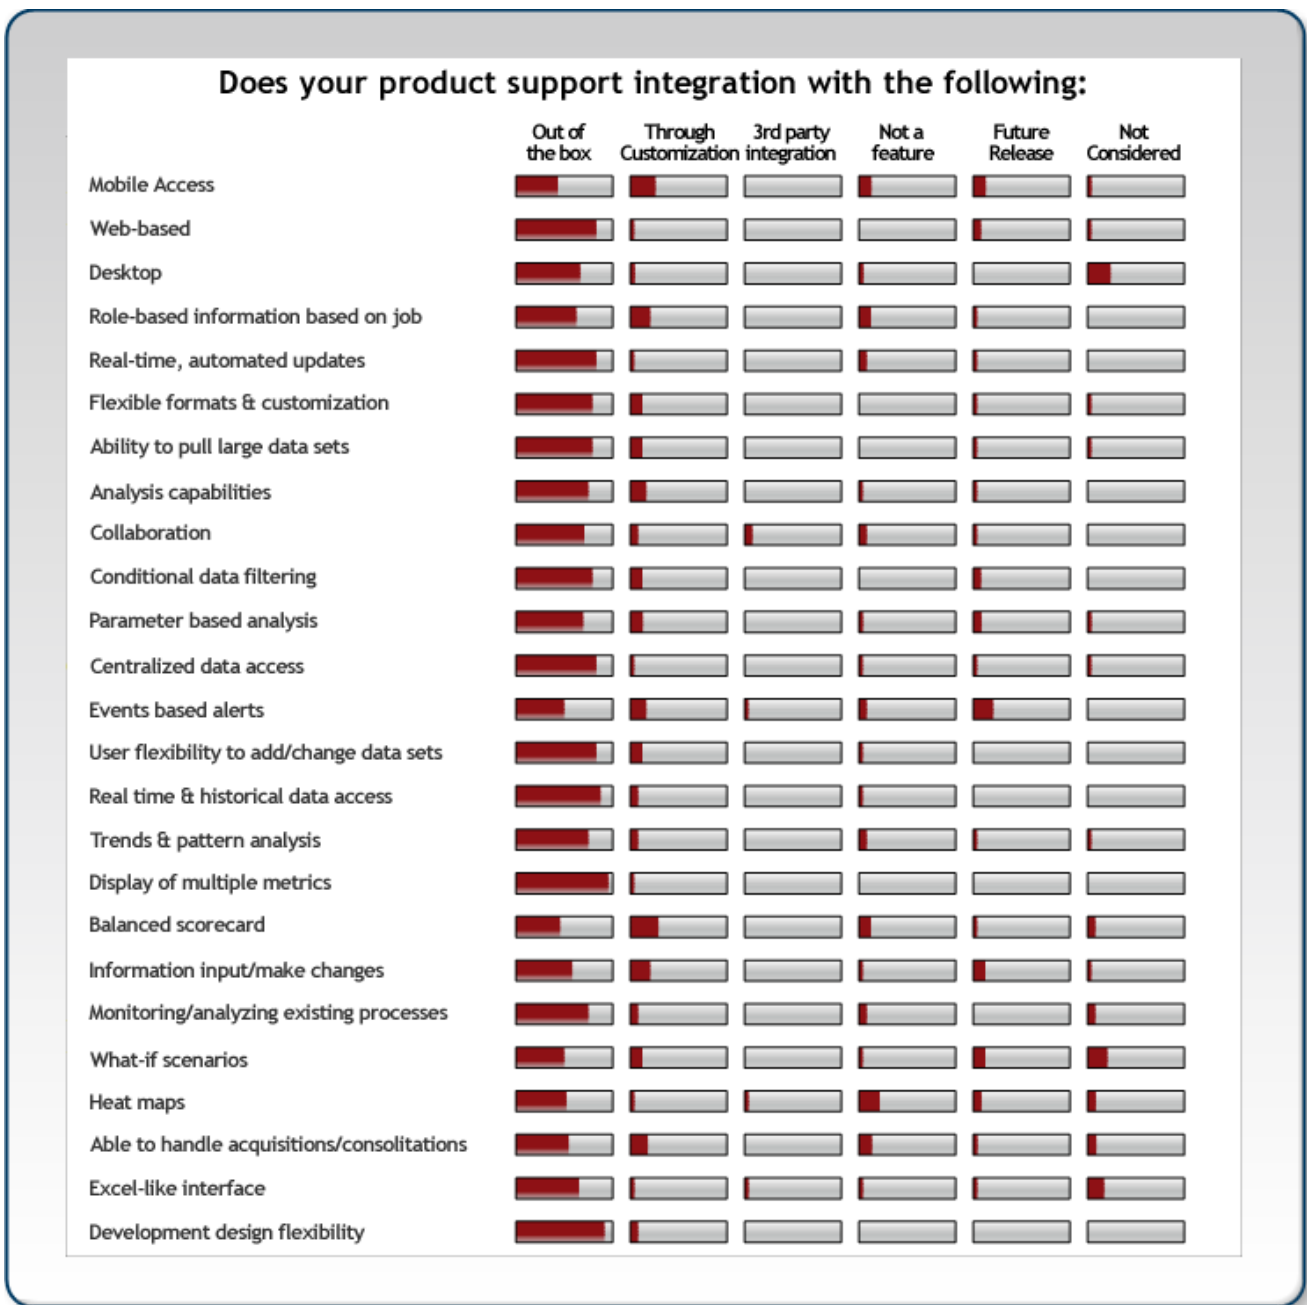 Does your product support integration with the following:
Out of the box
Through Customization
3rd party integration
Not a feature
Future Release
Not Considered
Mobile Access
Web-based
Desktop
Role-based information based on job
Real-time, automated updates
Flexible formats & customization
Ability to pull large data sets
Analysis capabilities
Collaboration
Conditional data filtering
Parameter based analysis
Centralized data access
Events based alerts
User flexibility to add/change data sets
Real time & historical data access
Trends & pattern analysis
Display of multiple metrics
Balanced scorecard
Information input/make changes
Monitoring/analyzing existing processes
What-if scenarios
Heat maps
Able to handle acquisitions/consolitations
Excel-like interface
Development design flexibility